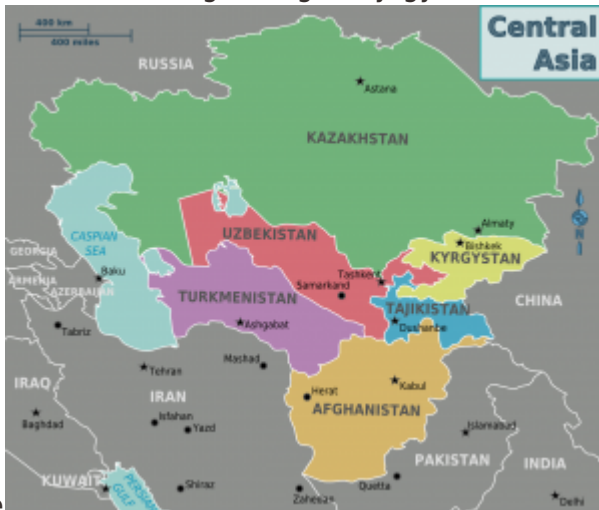 400 km
400 miles
Central
Asia
RUSSIA
Astana
KAZAKHSTAN
Almaty
Bishkek
KYRGYSTAN
CASPIAN
SEA
UZBEKISTAN
GEORGIA
Baku
ARMENIA
AZERBAIJAN
Tashkent
Samarkand
TURKMENISTAN
TAJIKISTAN
CHINA
N
Ashgabat
Dushanbe
Tabriz
Mashad
Tehran
Kabul
IRAQ
IRAN
Herat
AFGHANISTAN
Baghdad
Isfahan
Yazd
Islamabad
PAKISTAN
INDIA
KUWAIT
PERSIAN
GULF
Shiraz
Quetta
Zahedan
Delhi